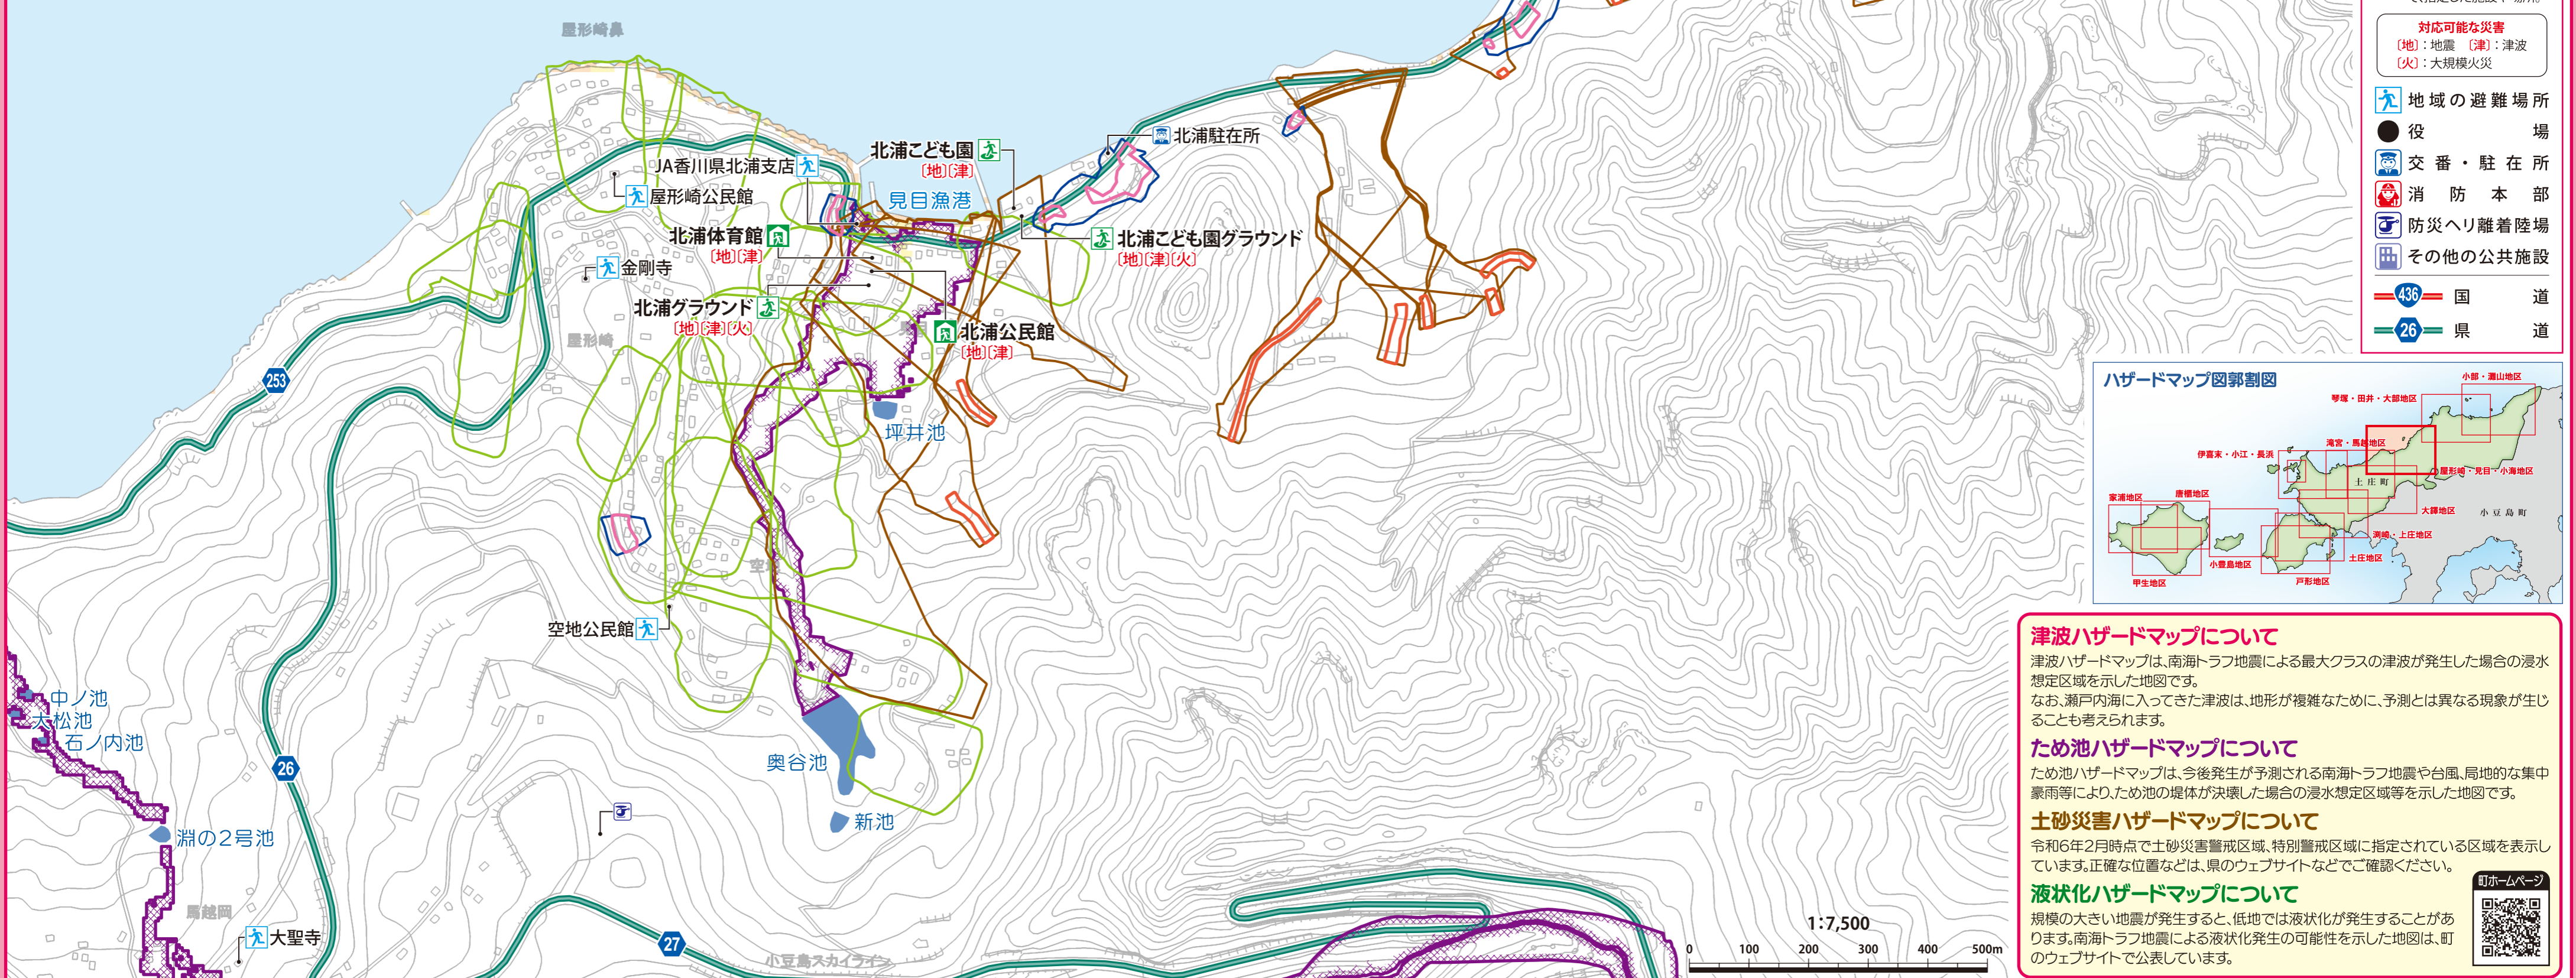 対応可能な災害
〔地〕：地震 〔津〕：津波
〔火〕：大規模火災
地域の避難場所
役場
交番・駐在所
消防本部
防災ヘリ離着陸場
その他の公共施設
436 国道
26 県道
屋形崎鼻
JA香川県北浦支店
屋形崎公民館
北浦こども園
〔地〕〔津〕
見目漁港
北浦駐在所
北浦体育館
〔地〕〔津〕
北浦こども園グラウンド
〔地〕〔津〕〔火〕
金剛寺
北浦グラウンド
〔地〕〔津〕〔火〕
屋形崎
北浦公民館
〔地〕〔津〕
253
坪井池
空地
空地公民館
中ノ池
大松池
石ノ内池
奥谷池
26
新池
淵の2号池
馬越岡
大聖寺
27
小豆島スカイライン
1：7,500
0 100 200 300 400 500m
ハザードマップ図郭割図
小部・灘山地区
琴塚・田井・大部地区
滝宮・馬越地区
伊喜末・小江・長浜
屋形崎・見目・小海地区
土庄町
家浦地区
唐櫃地区
大鐸地区
小豆島町
渕崎・上庄地区
土庄地区
小豊島地区
甲生地区
戸形地区
津波ハザードマップについて
津波ハザードマップは、南海トラフ地震による最大クラスの津波が発生した場合の浸水
想定区域を示した地図です。
なお、瀬戸内海に入ってきた津波は、地形が複雑なために、予測とは異なる現象が生じ
ることも考えられます。
ため池ハザードマップについて
ため池ハザードマップは、今後発生が予測される南海トラフ地震や台風、局地的な集中
豪雨等により、ため池の堤体が決壊した場合の浸水想定区域等を示した地図です。
土砂災害ハザードマップについて
令和6年2月時点で土砂災害警戒区域、特別警戒区域に指定されている区域を表示し
ています。正確な位置などは、県のウェブサイトなどでご確認ください。
液状化ハザードマップについて
規模の大きい地震が発生すると、低地では液状化が発生することがあ
ります。南海トラフ地震による液状化発生の可能性を示した地図は、町
のウェブサイトで公表しています。
町ホームページ